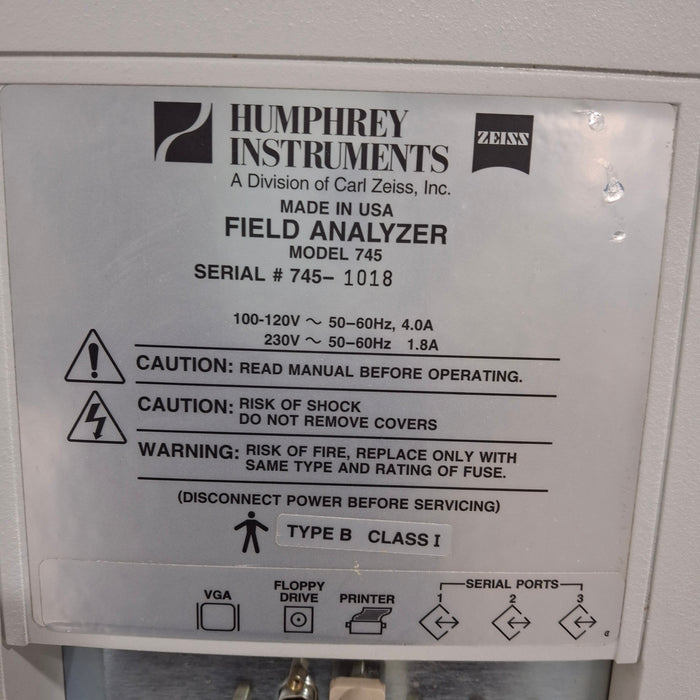 HUMPHREY
INSTRUMENTS
ZEISS
A Division of Carl Zeiss, Inc.
MADE IN USA
FIELD ANALYZER
MODEL 745
SERIAL # 745– 1018
100-120V ~ 50–60Hz, 4.0A
230V ~ 50–60Hz 1.8A
CAUTION: READ MANUAL BEFORE OPERATING.
CAUTION: RISK OF SHOCK
DO NOT REMOVE COVERS
WARNING: RISK OF FIRE, REPLACE ONLY WITH
SAME TYPE AND RATING OF FUSE.
(DISCONNECT POWER BEFORE SERVICING)
TYPE B CLASS I
VGA
FLOPPY
DRIVE
PRINTER
SERIAL PORTS
1 2 3